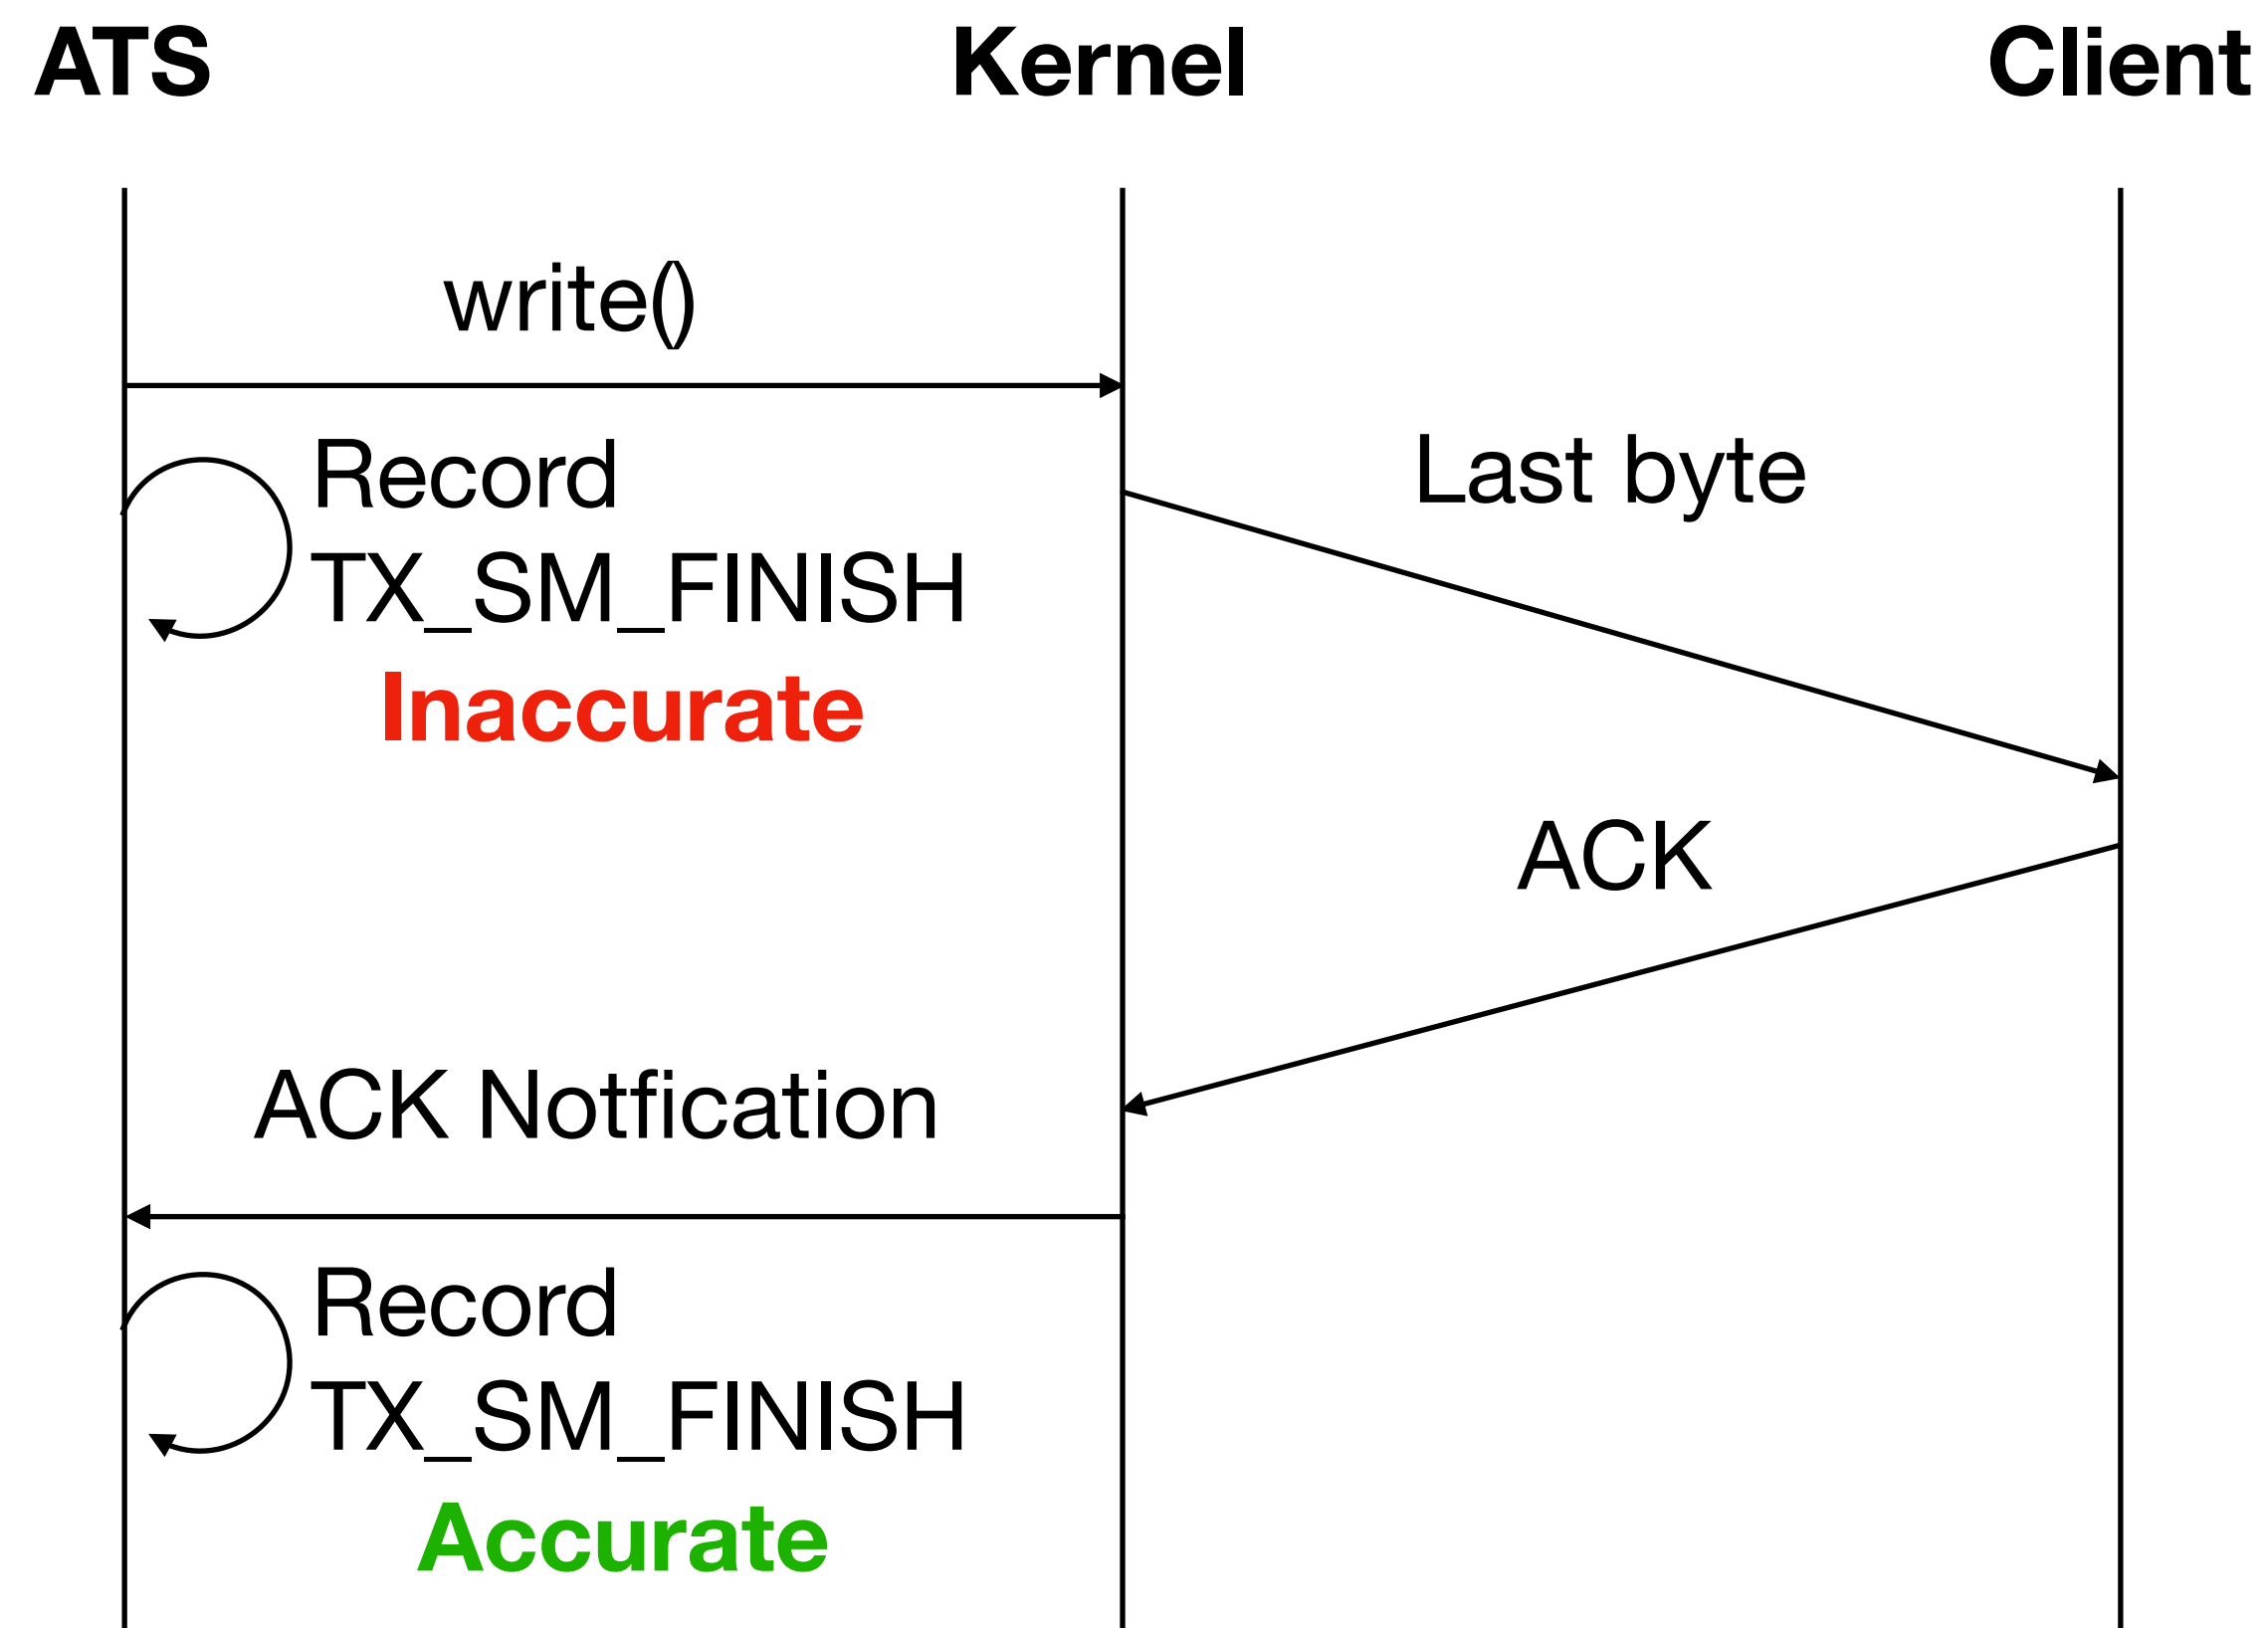 ATS Kernel Client
write()
Last byte
Record
TX_SM_FINISH
Inaccurate
ACK
ACK Notfication
Record
TX_SM_FINISH
Accurate